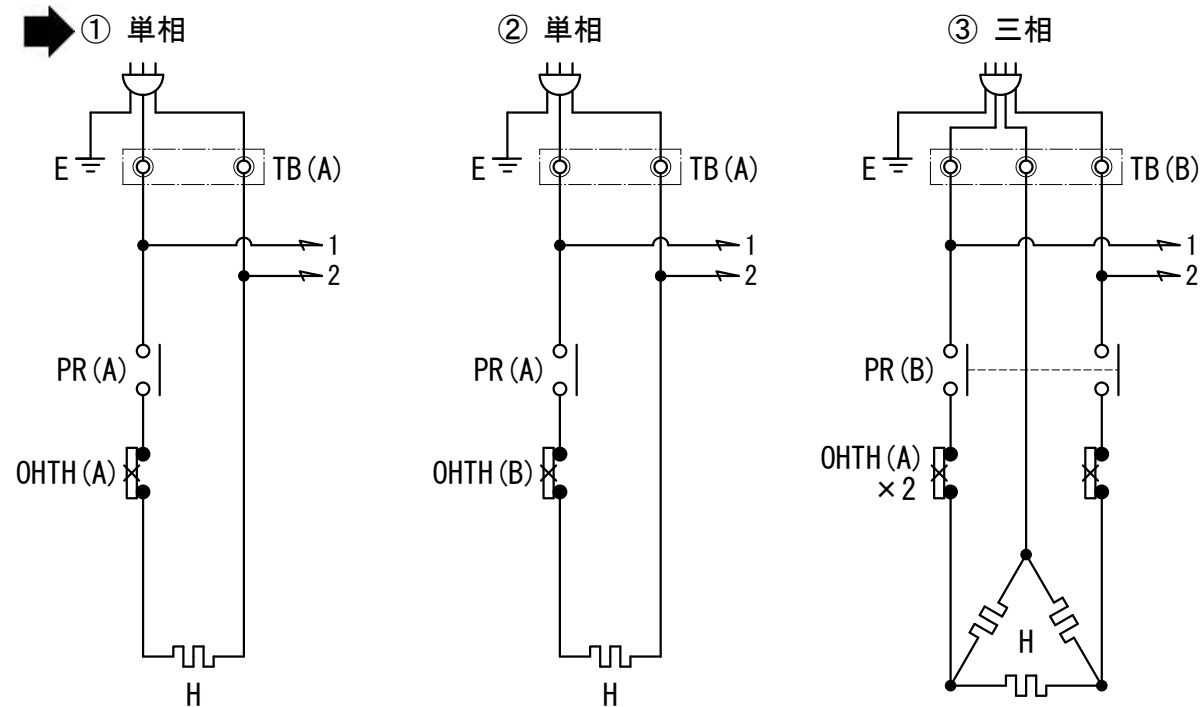 ① 単相
E
TB(A)
1
2
PR(A)
OHTH(A)
H
② 単相
E
TB(A)
1
2
PR(A)
OHTH(B)
H
③ 三相
E
TB(B)
1
2
PR(B)
OHTH(A)
×2
H